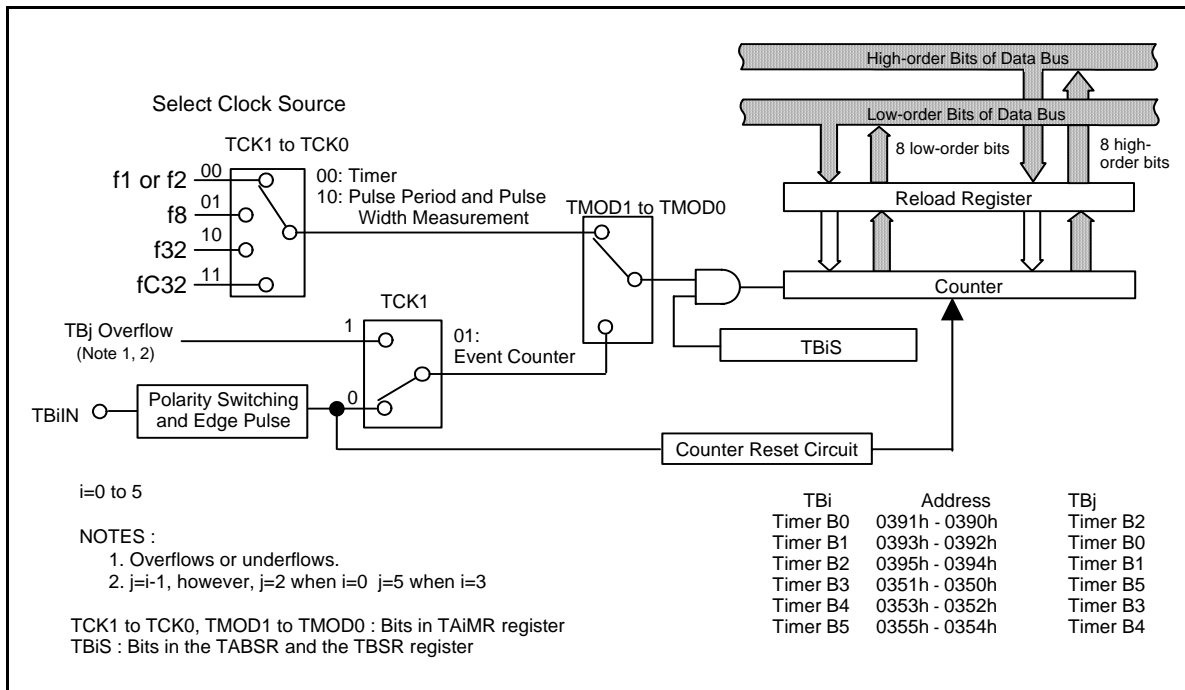 High-order Bits of Data Bus
Select Clock Source
Low-order Bits of Data Bus
TCK1 to TCK0
8 low-order bits
8 high-
order bits
f1 or f2
00
00: Timer
10: Pulse Period and Pulse
Width Measurement
TMOD1 to TMOD0
Reload Register
f8
01
f32
10
fC32
11
Counter
TCK1
TBj Overflow
(Note 1, 2)
1
01:
Event Counter
TBiS
TBiIN
Polarity Switching
and Edge Pulse
0
Counter Reset Circuit
i=0 to 5
NOTES :
1. Overflows or underflows.
2. j=i-1, however, j=2 when i=0 j=5 when i=3
TCK1 to TCK0, TMOD1 to TMOD0 : Bits in TAiMR register
TBiS : Bits in the TABSR and the TBSR register
TBi Address TBj
Timer B0 0391h - 0390h Timer B2
Timer B1 0393h - 0392h Timer B0
Timer B2 0395h - 0394h Timer B1
Timer B3 0351h - 0350h Timer B5
Timer B4 0353h - 0352h Timer B3
Timer B5 0355h - 0354h Timer B4